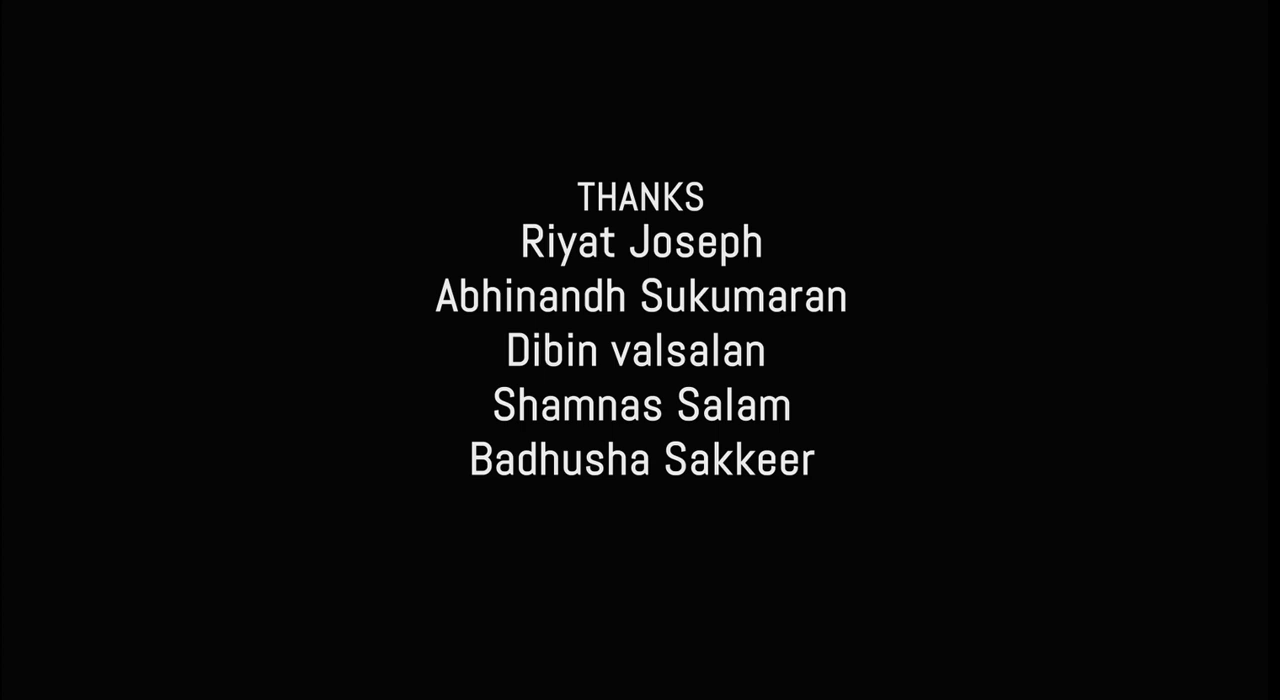 THANKS
Riyat Joseph
Abhinandh Sukumaran
Dibin valsalan
Shamnas Salam
Badhusha Sakkeer